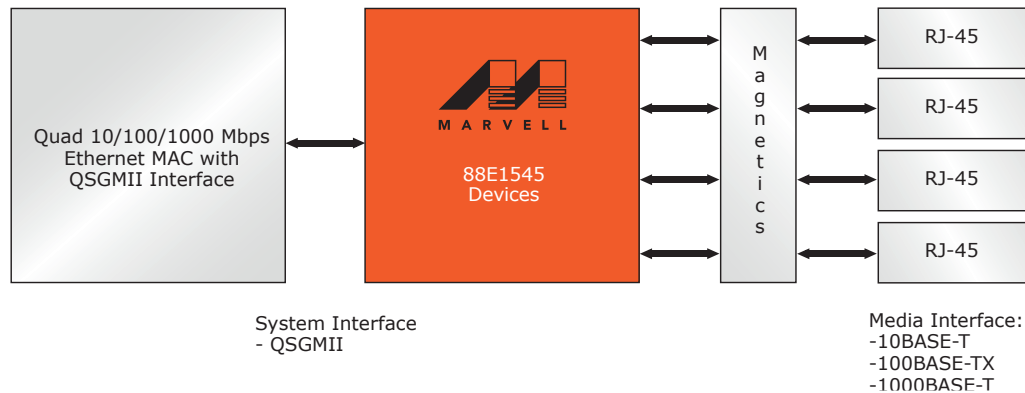 Quad 10/100/1000 Mbps
Ethernet MAC with
QSGMII Interface
MARVELL
88E1545
Devices
Magnetics
RJ-45
RJ-45
RJ-45
RJ-45
System Interface
- QSGMII
Media Interface:
-10BASE-T
-100BASE-TX
-1000BASE-T